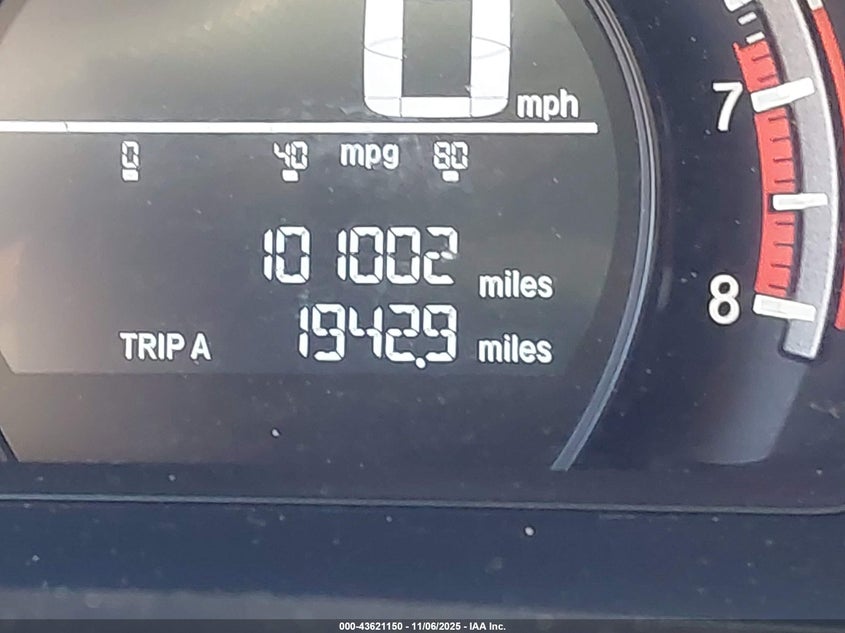 0 mph
7
0 40 mpg 80
101002 miles
8
TRIP A 1942.9 miles
000-43621150 - 11/06/2025 - IAA Inc.